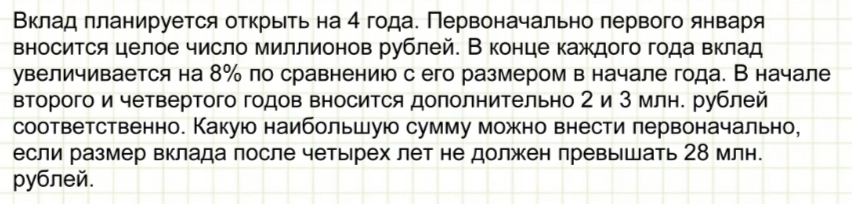 Вклад планируется открыть на 4 года. Первоначально первого января
вносится целое число миллионов рублей. В конце каждого года вклад
увеличивается на 8% по сравнению с его размером в начале года. В начале
второго и четвертого годов вносится дополнительно 2 и 3 млн. рублей
соответственно. Какую наибольшую сумму можно внести первоначально,
если размер вклада после четырех лет не должен превышать 28 млн.
рублей.